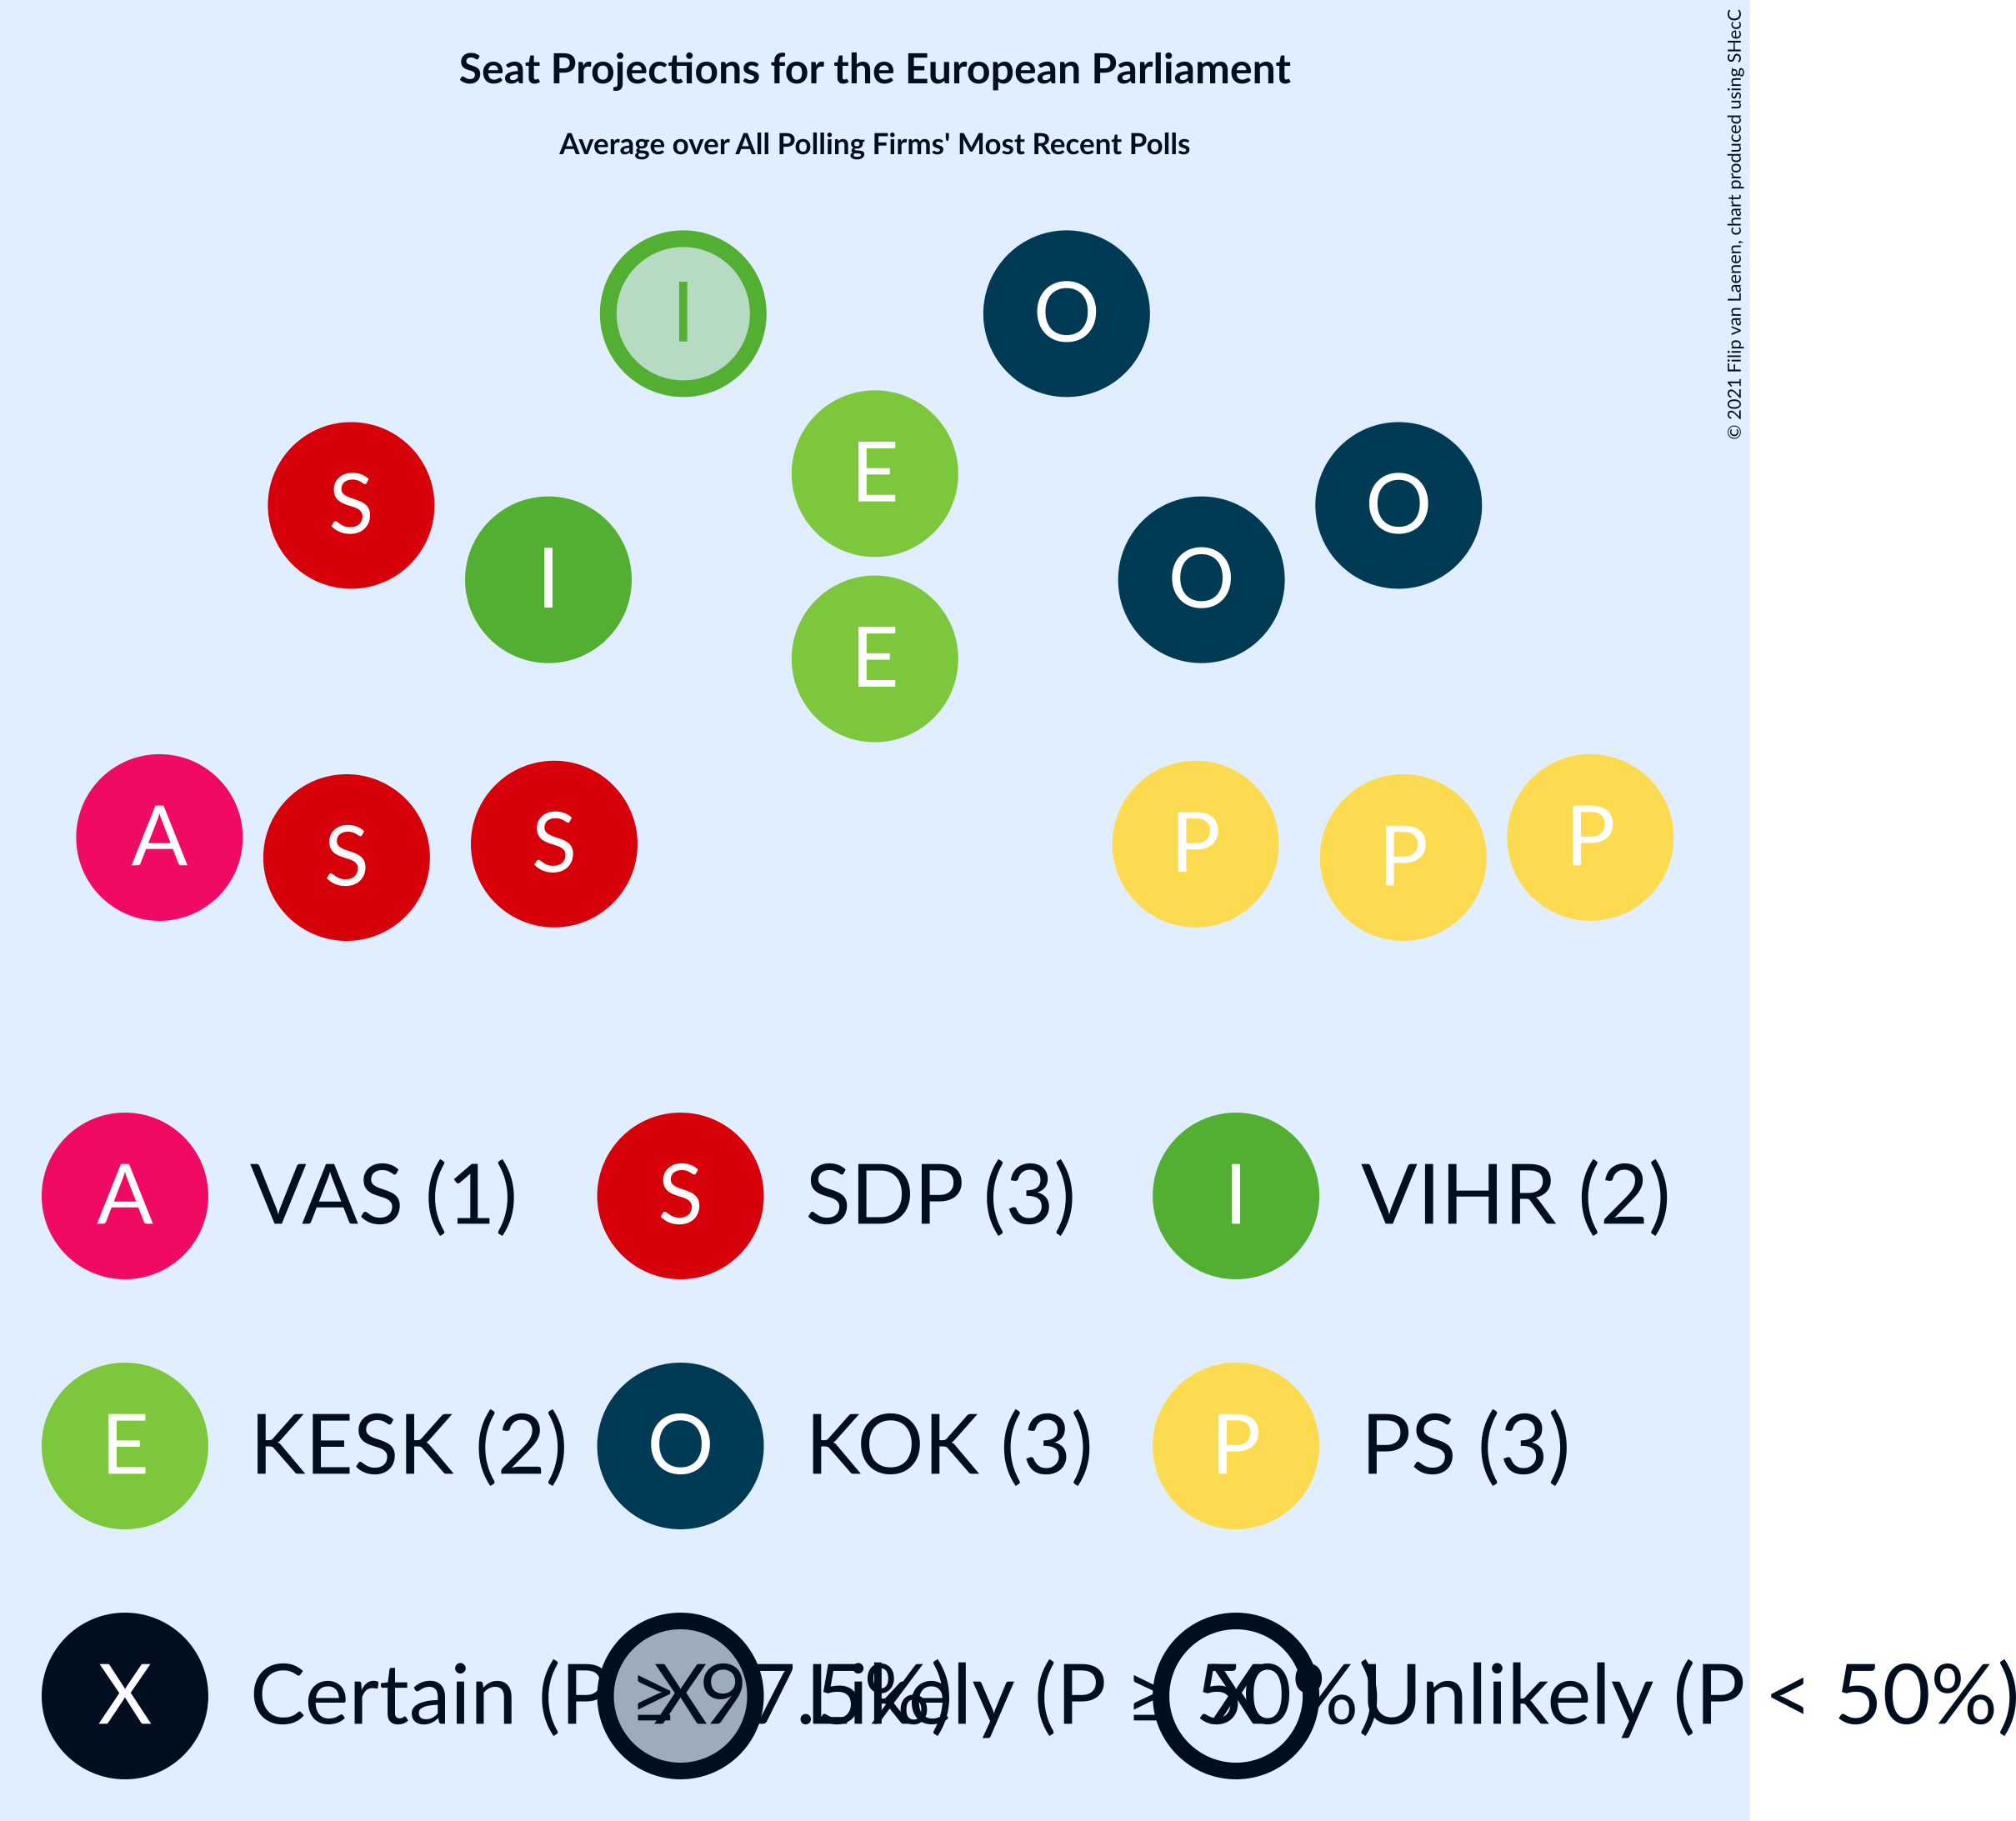 Seat Projections for the European Parliament
Average over All Polling Firms' Most Recent Polls
© 2021 Filip van Laenen, chart produced using SHecC
I
O
S
E
O
I
O
E
A
S
S
P
P
P
A VAS (1) S SDP (3) I VIHR (2)
E KESK (2) O KOK (3) P PS (3)
X Certain (P ≥ 97.5%) X Likely (P ≥ 50%) X Unlikely (P < 50%)